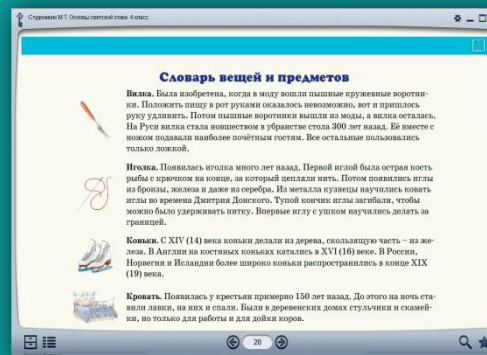 Студеникин М.Т. Основы светской этики. 4 класс
Словарь вещей и предметов
Вилка. Была изобретена, когда в моду вошли пышные кружевные воротни-
ки. Положить пищу в рот руками оказалось невозможно, вот и пришлось
руку удлинить. Потом пышные воротники вышли из моды, а вилка осталась.
На Руси вилка стала новшеством в убранстве стола 300 лет назад. Её вместе с
ножом подавали наиболее почётным гостям. Все остальные пользовались
только ложкой.
Иголка. Появилась иголка много лет назад. Первой иглой была острая кость
рыбы с крючком на конце, за который цепляли нить. Потом появились иглы
из бронзы, железа и даже из серебра. Из металла кузнецы научились ковать
иглы во времена Дмитрия Донского. Тупой кончик иглы загибали, чтобы
можно было удерживать нитку. Впервые иглу с ушком научились делать за
границей.
Коньки. С XIV (14) века коньки делали из дерева, скользящую часть – из же-
леза. В Англии на костяных коньках катались в XVI (16) веке. В России,
Норвегии и Исландии более широко коньки распространились в конце XIX
(19) века.
Кровать. Появилась у крестьян примерно 150 лет назад. До этого на ночь ста-
вили лавки, на них и спали. Были в деревенских домах стульчики и скамей-
ки, но только для работы и для дойки коров.
20